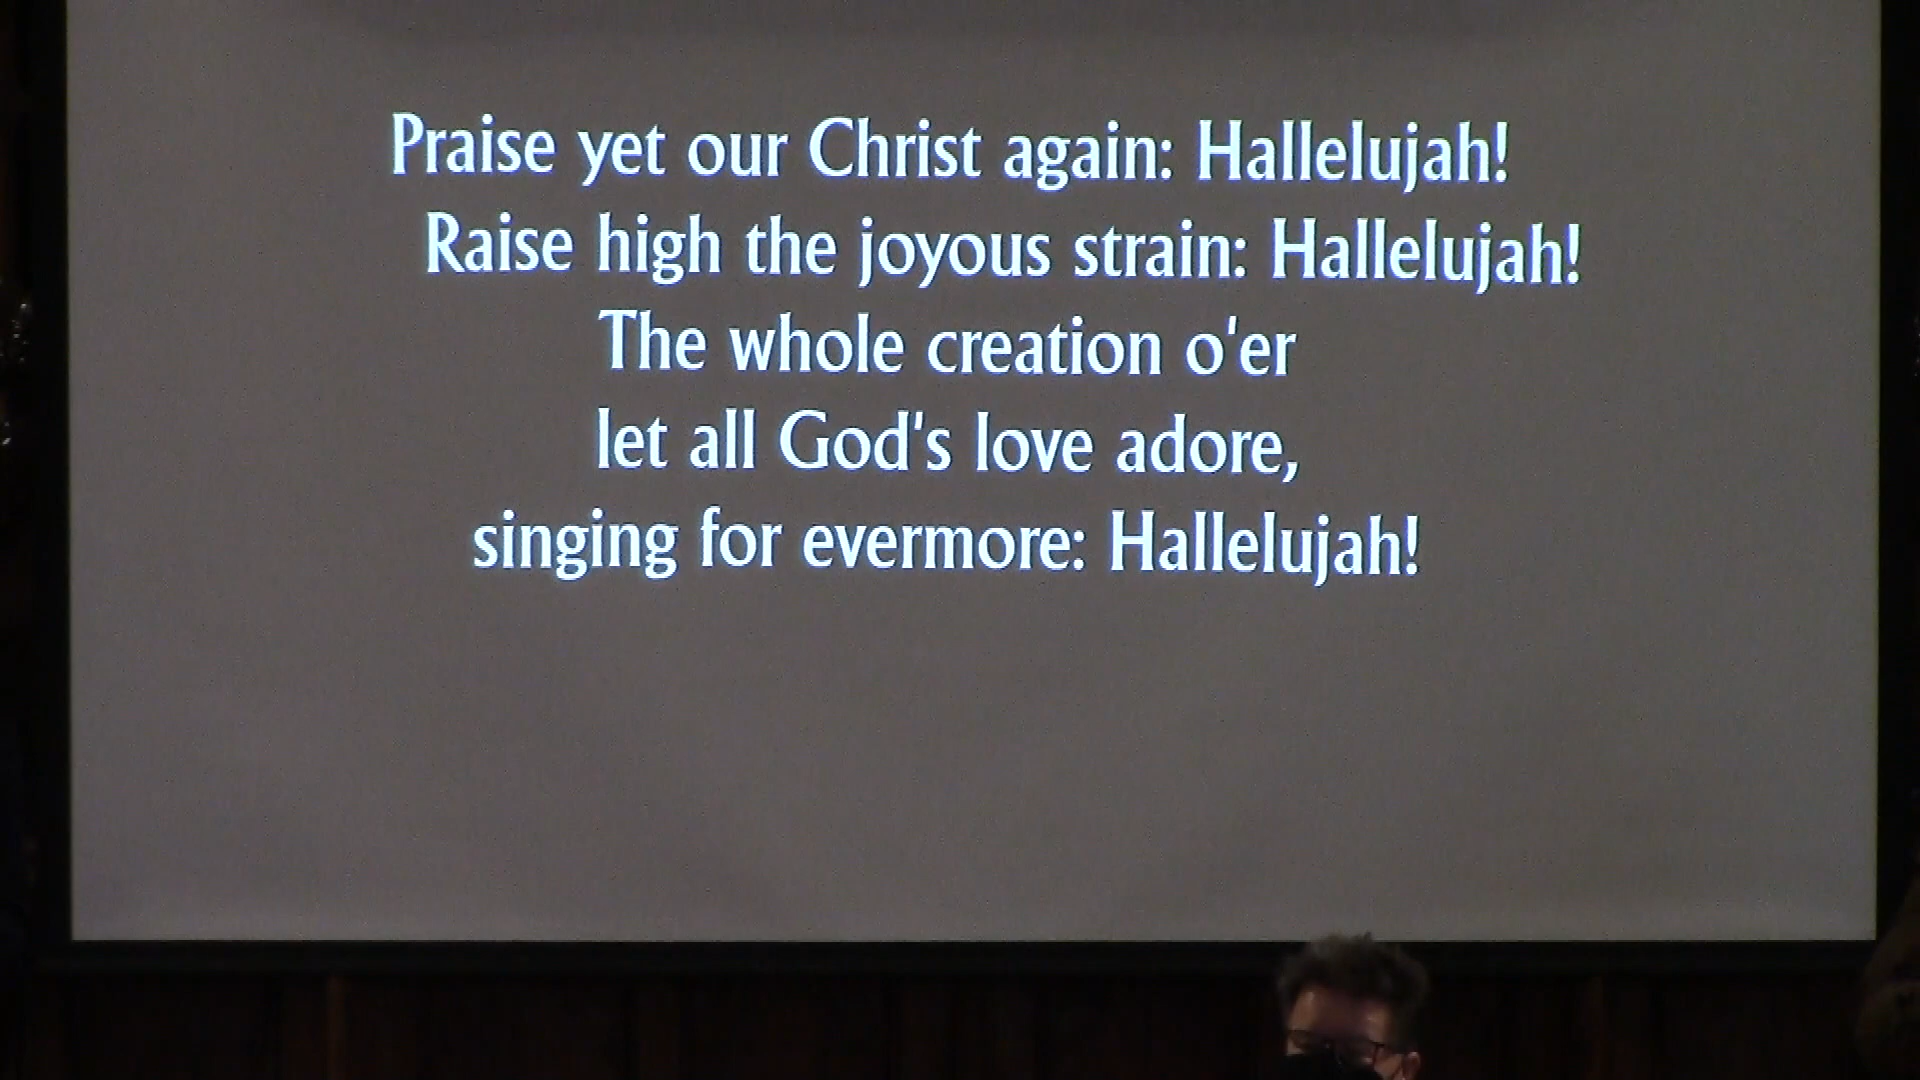 Praise yet our Christ again: Hallelujah!
Raise high the joyous strain: Hallelujah!
The whole creation o'er
let all God's love adore,
singing for evermore: Hallelujah!